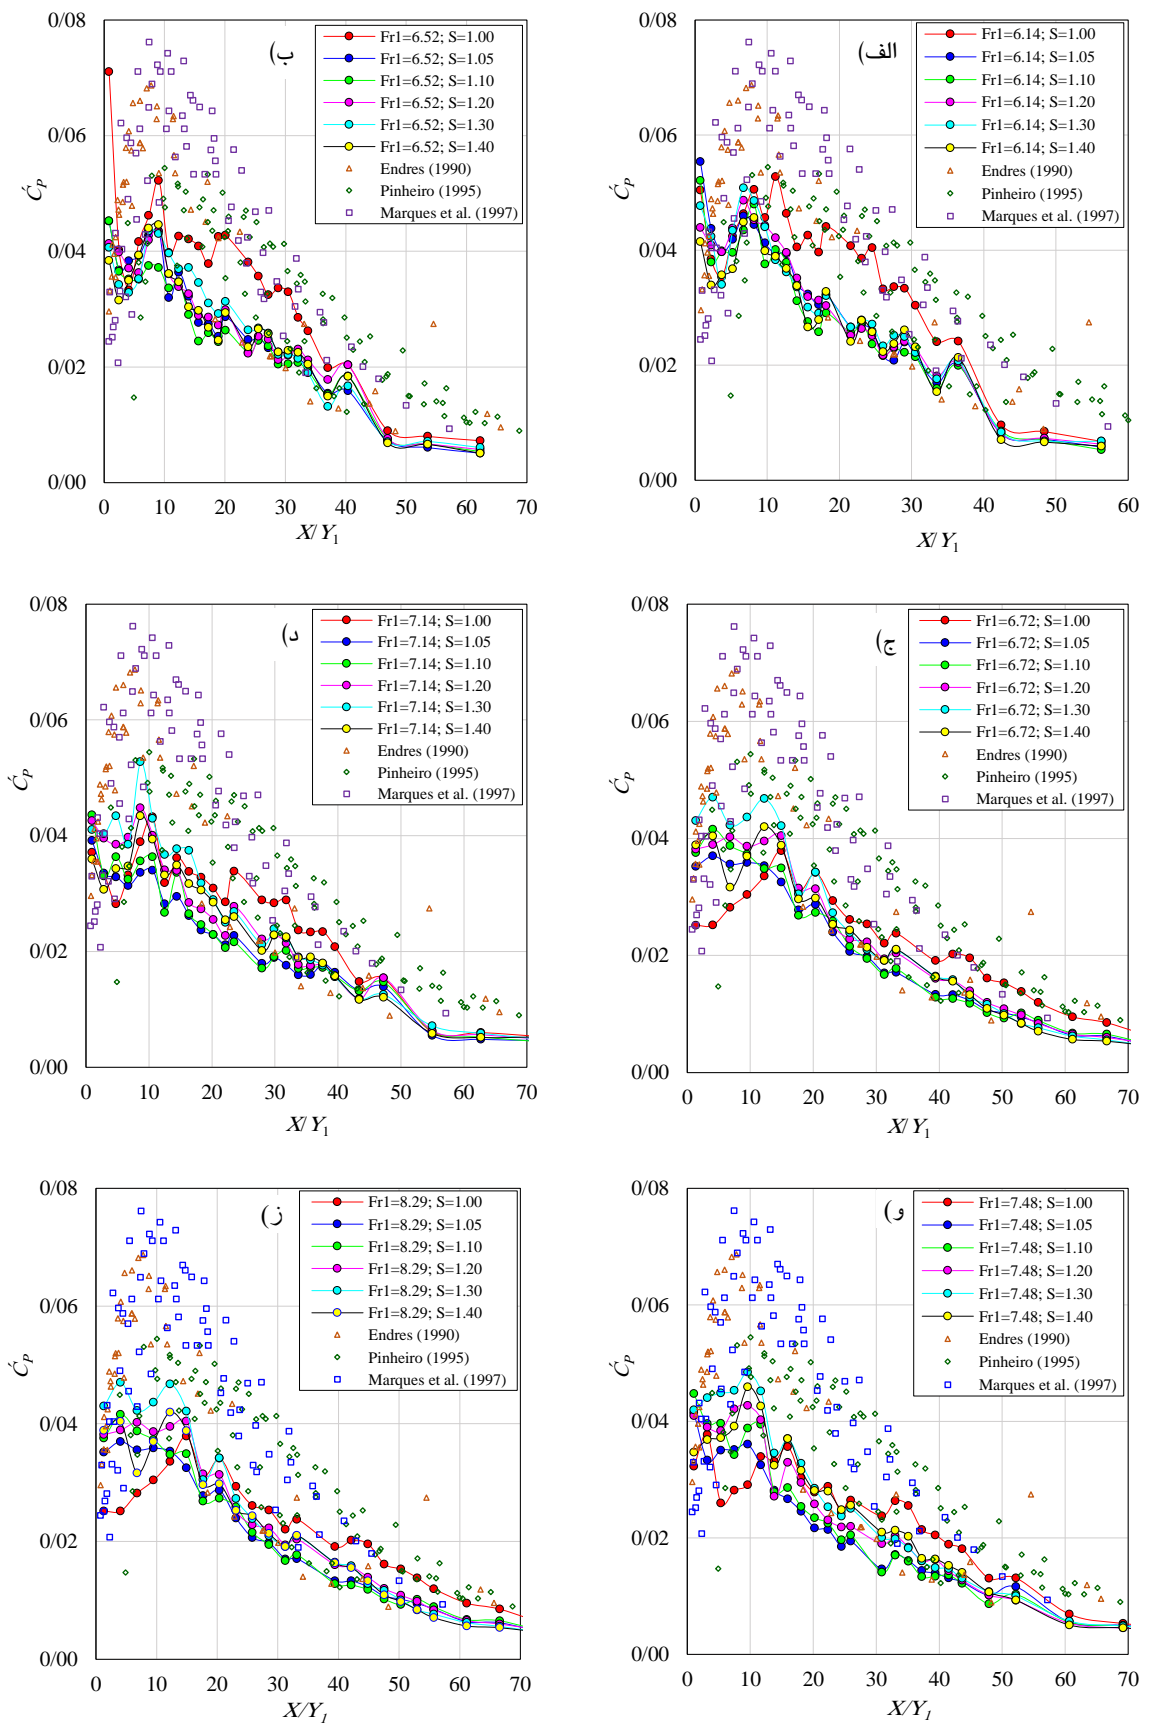 ب)
0/08
0/06
0/04
0/02
0/00
ĆP
0 10 20 30 40 50 60 70
X/Y1
Fr1=6.52; S=1.00
Fr1=6.52; S=1.05
Fr1=6.52; S=1.10
Fr1=6.52; S=1.20
Fr1=6.52; S=1.30
Fr1=6.52; S=1.40
Endres (1990)
Pinheiro (1995)
Marques et al. (1997)
الف)
0/08
0/06
0/04
0/02
0/00
ĆP
0 10 20 30 40 50 60
X/Y1
Fr1=6.14; S=1.00
Fr1=6.14; S=1.05
Fr1=6.14; S=1.10
Fr1=6.14; S=1.20
Fr1=6.14; S=1.30
Fr1=6.14; S=1.40
Endres (1990)
Pinheiro (1995)
Marques et al. (1997)
د)
0/08
0/06
0/04
0/02
0/00
ĆP
0 10 20 30 40 50 60 70
X/Y1
Fr1=7.14; S=1.00
Fr1=7.14; S=1.05
Fr1=7.14; S=1.10
Fr1=7.14; S=1.20
Fr1=7.14; S=1.30
Fr1=7.14; S=1.40
Endres (1990)
Pinheiro (1995)
Marques et al. (1997)
ج)
0/08
0/06
0/04
0/02
0/00
ĆP
0 10 20 30 40 50 60 70
X/Y1
Fr1=6.72; S=1.00
Fr1=6.72; S=1.05
Fr1=6.72; S=1.10
Fr1=6.72; S=1.20
Fr1=6.72; S=1.30
Fr1=6.72; S=1.40
Endres (1990)
Pinheiro (1995)
Marques et al. (1997)
ز)
0/08
0/06
0/04
0/02
0/00
ĆP
0 10 20 30 40 50 60 70
X/Y1
Fr1=8.29; S=1.00
Fr1=8.29; S=1.05
Fr1=8.29; S=1.10
Fr1=8.29; S=1.20
Fr1=8.29; S=1.30
Fr1=8.29; S=1.40
Endres (1990)
Pinheiro (1995)
Marques et al. (1997)
و)
0/08
0/06
0/04
0/02
0/00
ĆP
0 10 20 30 40 50 60 70
X/Y1
Fr1=7.48; S=1.00
Fr1=7.48; S=1.05
Fr1=7.48; S=1.10
Fr1=7.48; S=1.20
Fr1=7.48; S=1.30
Fr1=7.48; S=1.40
Endres (1990)
Pinheiro (1995)
Marques et al. (1997)